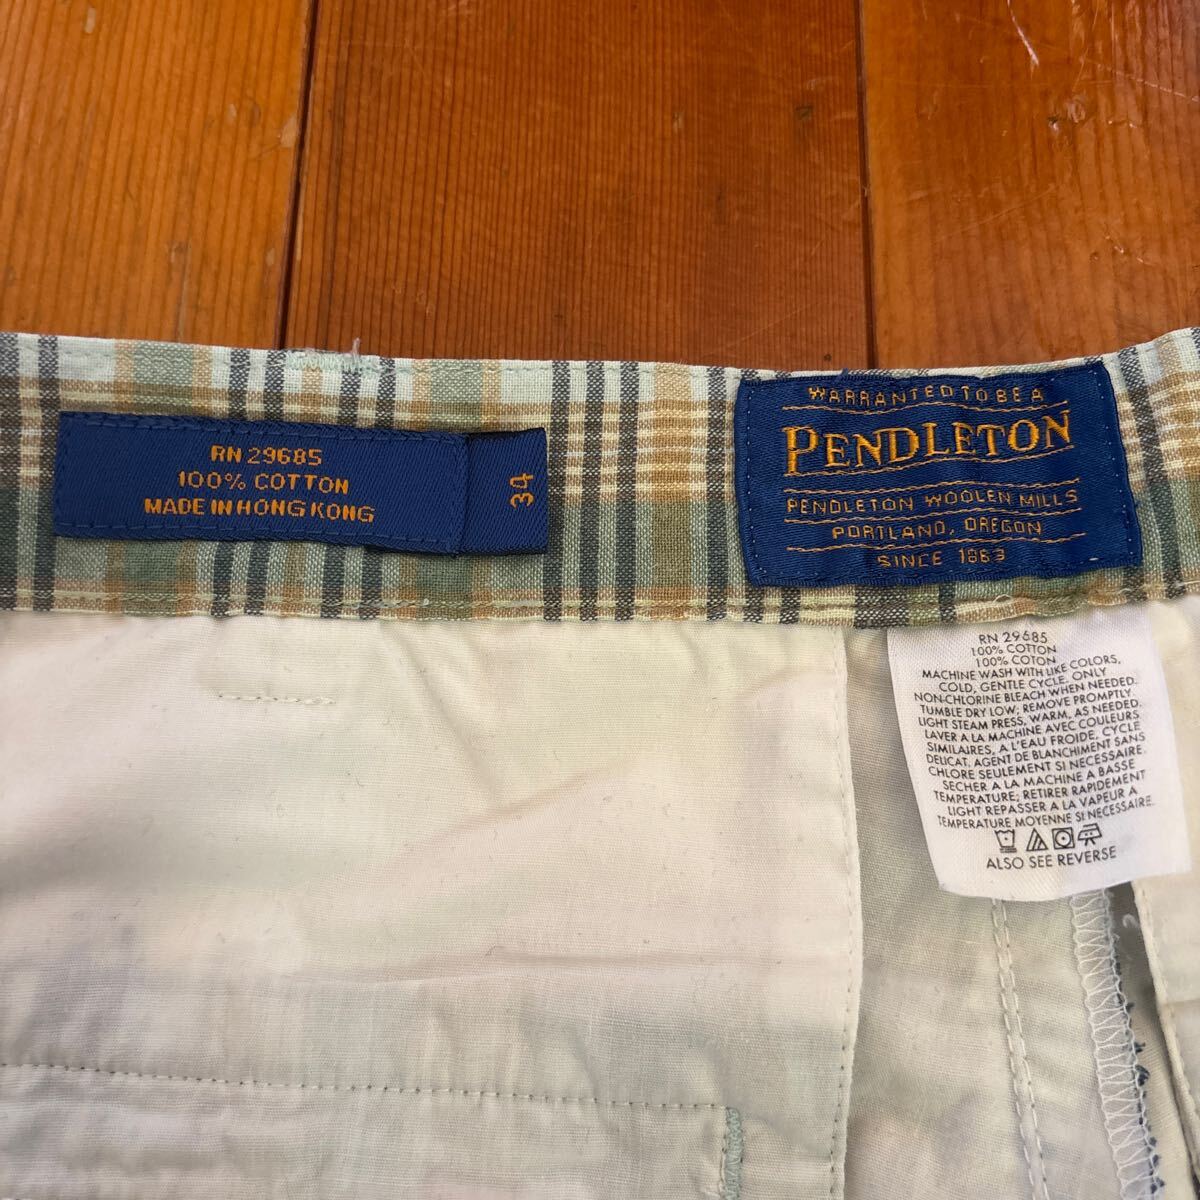 RN 29685
100% COTTON
MADE IN HONG KONG
34
WARRANTED TO BE A
PENDLETON
PENDLETON WOOLEN MILLS
PORTLAND, OREGON
SINCE 1863
RN 29685
100% COTTON
100% COTON
MACHINE WASH WITH LIKE COLORS,
COLD, GENTLE CYCLE. ONLY
NON-CHLORINE BLEACH WHEN NEEDED.
TUMBLE DRY LOW; REMOVE PROMPTLY.
LIGHT STEAM PRESS, WARM, AS NEEDED.
LAVER A LA MACHINE AVEC COULEURS
SIMILAIRES, A L'EAU FROIDE, CYCLE
DELICAT. AGENT DE BLANCHIMENT SANS
CHLORE SEULEMENT SI NECESSAIRE.
SECHER A LA MACHINE A BASSE
TEMPERATURE; RETIRER RAPIDEMENT
LIGHT REPASSER A LA VAPEUR A
TEMPERATURE MOYENNE SI NECESSAIRE.
ALSO SEE REVERSE